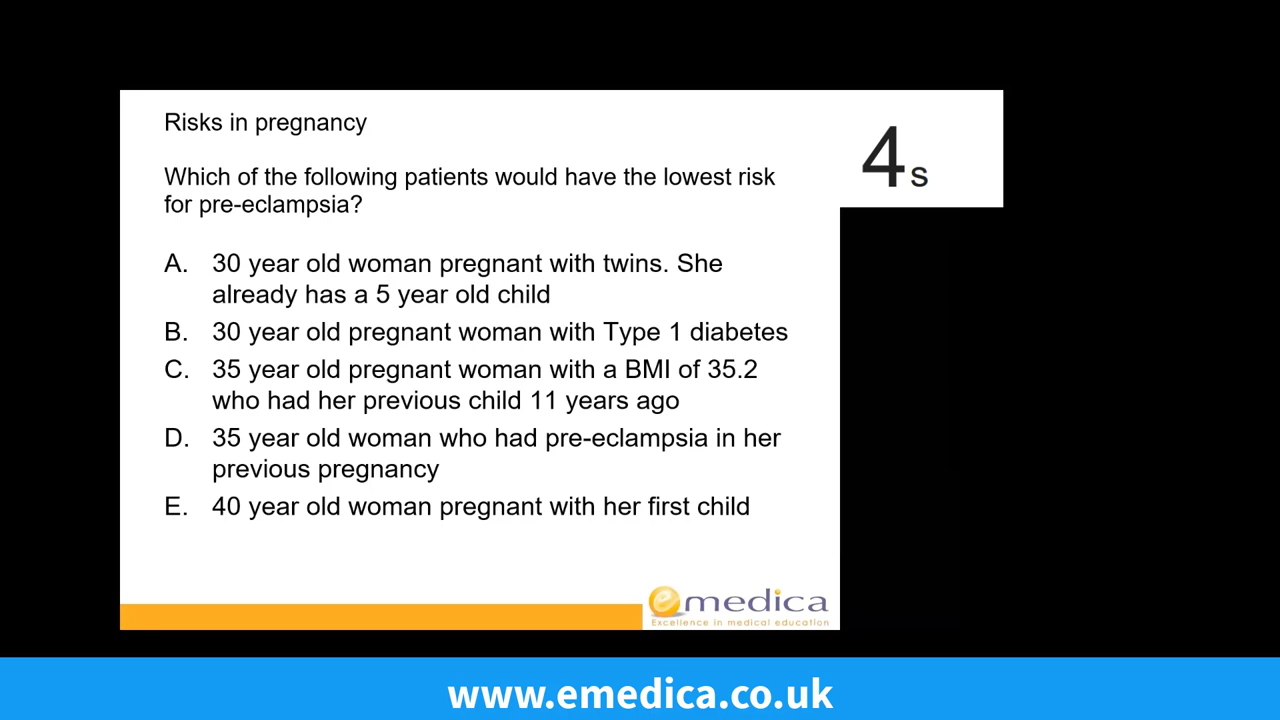 Risks in pregnancy
4s
Which of the following patients would have the lowest risk
for pre-eclampsia?
A. 30 year old woman pregnant with twins. She
already has a 5 year old child
B. 30 year old pregnant woman with Type 1 diabetes
C. 35 year old pregnant woman with a BMI of 35.2
who had her previous child 11 years ago
D. 35 year old woman who had pre-eclampsia in her
previous pregnancy
E. 40 year old woman pregnant with her first child
emedica
Excellence in medical education
www.emedica.co.uk